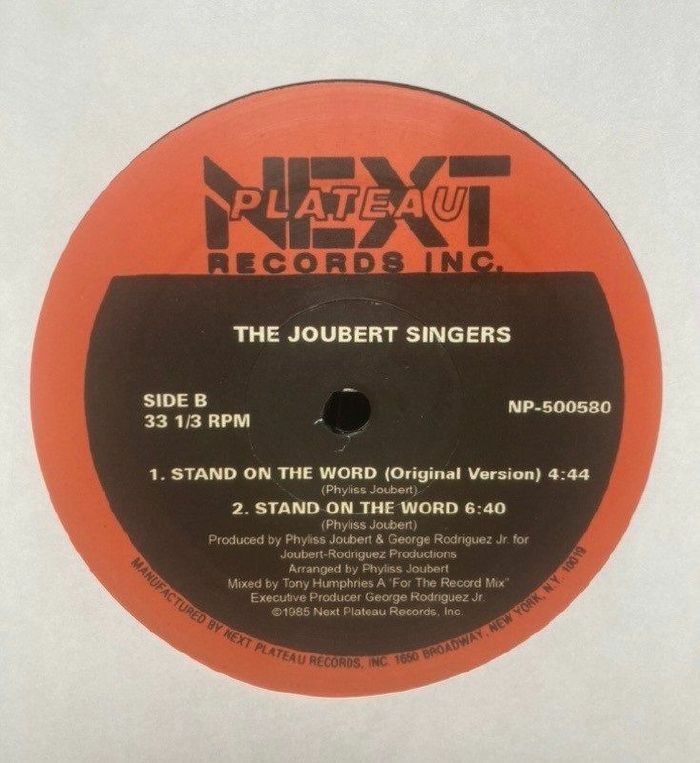 NEXT
PLATEAU
RECORDS INC.
THE JOUBERT SINGERS
SIDE B
33 1/3 RPM
NP-500580
1. STAND ON THE WORD (Original Version) 4:44
(Phyliss Joubert)
2. STAND ON THE WORD 6:40
(Phyliss Joubert)
Produced by Phyliss Joubert & George Rodriguez Jr. for
Joubert-Rodriguez Productions
Arranged by Phyliss Joubert
Mixed by Tony Humphries A "For The Record Mix"
Executive Producer George Rodriguez Jr.
©1985 Next Plateau Records, Inc.
MANUFACTURED BY NEXT PLATEAU RECORDS, INC. 1650 BROADWAY, NEW YORK, N.Y. 10019